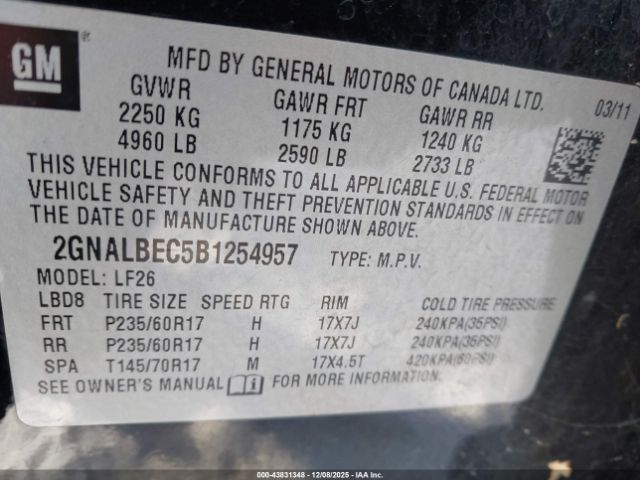 GM
MFD BY GENERAL MOTORS OF CANADA LTD.
03/11
GVWR GAWR FRT GAWR RR
2250 KG 1175 KG 1240 KG
4960 LB 2590 LB 2733 LB
THIS VEHICLE CONFORMS TO ALL APPLICABLE U.S. FEDERAL MOTOR
VEHICLE SAFETY AND THEFT PREVENTION STANDARDS IN EFFECT ON
THE DATE OF MANUFACTURE SHOWN ABOVE.
2GNALBEC5B1254957 TYPE: M.P.V.
MODEL: LF26
LBD8 TIRE SIZE SPEED RTG RIM COLD TIRE PRESSURE
FRT P235/60R17 H 17X7J 240KPA(35PSI)
RR P235/60R17 H 17X7J 240KPA(35PSI)
SPA T145/70R17 M 17X4.5T 420KPA(60PSI)
SEE OWNER'S MANUAL FOR MORE INFORMATION.
00-43831348 | 12/08/2025 - IAA, Inc.